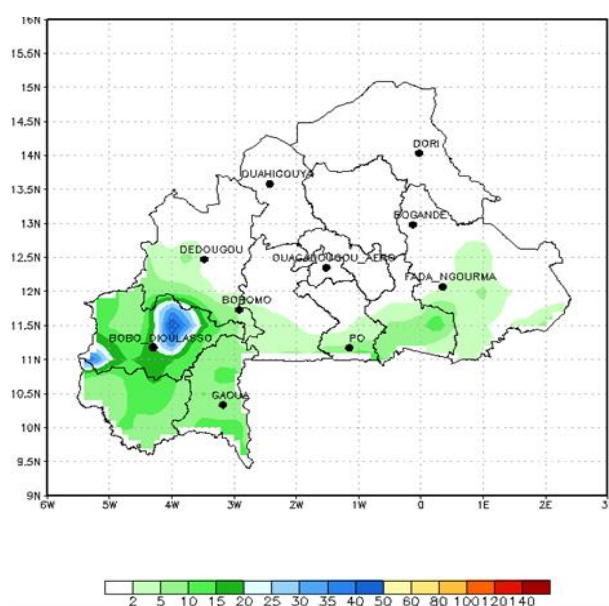 16N
15.5N
15N
14.5N
14N
13.5N
13N
12.5N
12N
11.5N
11N
10.5N
10N
9.5N
9N
DORI
OUAHIGOUYA
BOGANDE
DEDOUGOU
OUAGADOUGOU_AERO
FADA_NGOURMA
BOROMO
BOBO_DIOULASSO
PO
GAOUA
6W 5W 4W 3W 2W 1W 0 1E 2E 3
2 5 10 15 20 25 30 35 40 50 60 80 100 120 140